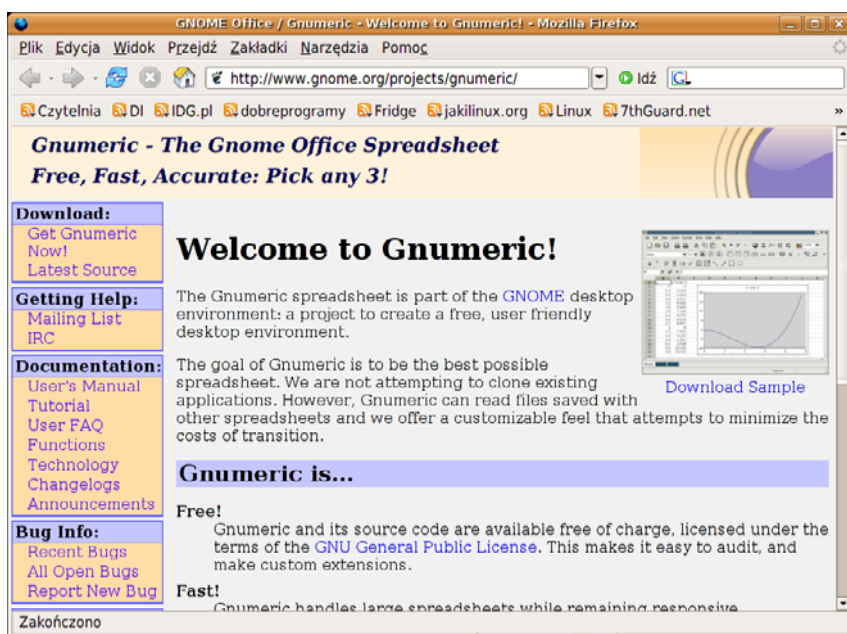 GNOME Office / Gnumeric - Welcome to Gnumeric! - Mozilla Firefox
Plik Edycja Widok Przejdź Zakładki Narzędzia Pomoc
http://www.gnome.org/projects/gnumeric/ Idź
Czytelnia DI IDG.pl dobreprogramy Fridge jakilinux.org Linux 7thGuard.net »
Gnumeric - The Gnome Office Spreadsheet
Free, Fast, Accurate: Pick any 3!
Download:
Get Gnumeric
Now!
Latest Source
Getting Help:
Mailing List
IRC
Documentation:
User's Manual
Tutorial
User FAQ
Functions
Technology
Changelogs
Announcements
Bug Info:
Recent Bugs
All Open Bugs
Report New Bug
Welcome to Gnumeric!
The Gnumeric spreadsheet is part of the GNOME desktop
environment: a project to create a free, user friendly
desktop environment.
The goal of Gnumeric is to be the best possible
spreadsheet. We are not attempting to clone existing
applications. However, Gnumeric can read files saved with
other spreadsheets and we offer a customizable feel that attempts to minimize the
costs of transition.
Download Sample
Gnumeric is...
Free!
Gnumeric and its source code are available free of charge, licensed under the
terms of the GNU General Public License. This makes it easy to audit, and
make custom extensions.
Fast!
Gnumeric handles large spreadsheets while remaining responsive
Zakończono